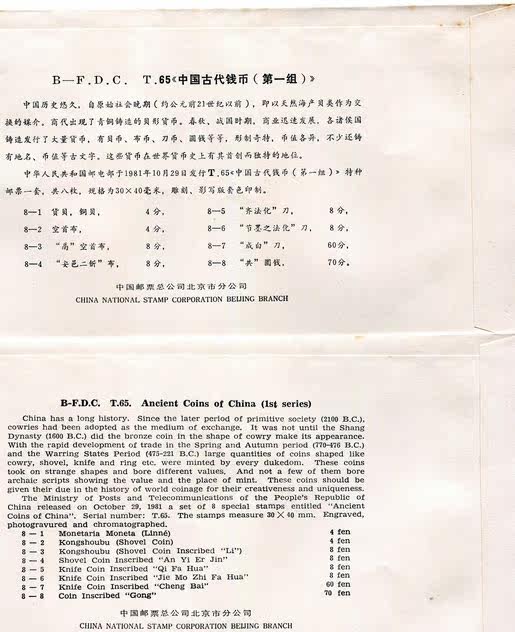 B—F.D.C. T.65《中国古代钱币（第一组）》
中国历史悠久，自原始社会晚期（约公元前21世纪以前），即以天然海产贝类作为交
换的媒介，商代出现了青铜铸造的贝形货币。春秋、战国时期，商业迅速发展，各诸侯国
铸造发行了大量货币，有贝币、布币、刀币、圆钱等等，形制奇特，币值各异，不少还铸
有地名、币值等古文字，这些货币在世界货币史上有其首创而独特的地位。
中华人民共和国邮电部于1981年10月29日发行T.65《中国古代钱币（第一组）》特种
邮票一套，共八枚，规格为30×40毫米，雕刻、影写版套色印制。
8—1 货贝，铜贝， 4分， 8—5 “齐法化”刀， 8分，
8—2 空首布， 4分， 8—6 “节墨之法化”刀， 8分，
8—3 “鬲”空首布， 8分， 8—7 “成白”刀， 60分，
8—4 “安邑二釿”布， 8分， 8—8 “共”圆钱， 70分。
中国邮票总公司北京市分公司
CHINA NATIONAL STAMP CORPORATION BEIJING BRANCH
B-F.D.C. T.65. Ancient Coins of China (1st series)
China has a long history. Since the later period of primitive society (2100 B.C.),
cowries had been adopted as the medium of exchange. It was not until the Shang
Dynasty (1600 B.C.) did the bronze coin in the shape of cowry make its appearance.
With the rapid development of trade in the Spring and Autumn period (770-476 B.C.)
and the Warring States Period (475-221 B.C.) large quantities of coins shaped like
cowry, shovel, knife and ring etc. were minted by every dukedom. These coins
took on strange shapes and bore different values. And not a few of them bore
archaic scripts showing the value and the place of mint. These coins should be
given their due in the history of world coinage for their creativeness and uniqueness.
The Ministry of Posts and Telecommunications of the People's Republic of
China released on October 29, 1981 a set of 8 special stamps entitled "Ancient
Coins of China". Serial number: T.65. The stamps measure 30 × 40 mm. Engraved,
photogravured and chromatographed.
8 — 1 Monetaria Moneta (Linné) 4 fen
8 — 2 Kongshoubu (Shovel Coin) 4 fen
8 — 3 Kongshoubu (Shovel Coin Inscribed "Li") 8 fen
8 — 4 Shovel Coin Inscribed "An Yi Er Jin" 8 fen
8 — 5 Knife Coin Inscribed "Qi Fa Hua" 8 fen
8 — 6 Knife Coin Inscribed "Jie Mo Zhi Fa Hua" 8 fen
8 — 7 Knife Coin Inscribed "Cheng Bai" 60 fen
8 — 8 Coin Inscribed "Gong" 70 fen
中国邮票总公司北京市分公司
CHINA NATIONAL STAMP CORPORATION BEIJING BRANCH